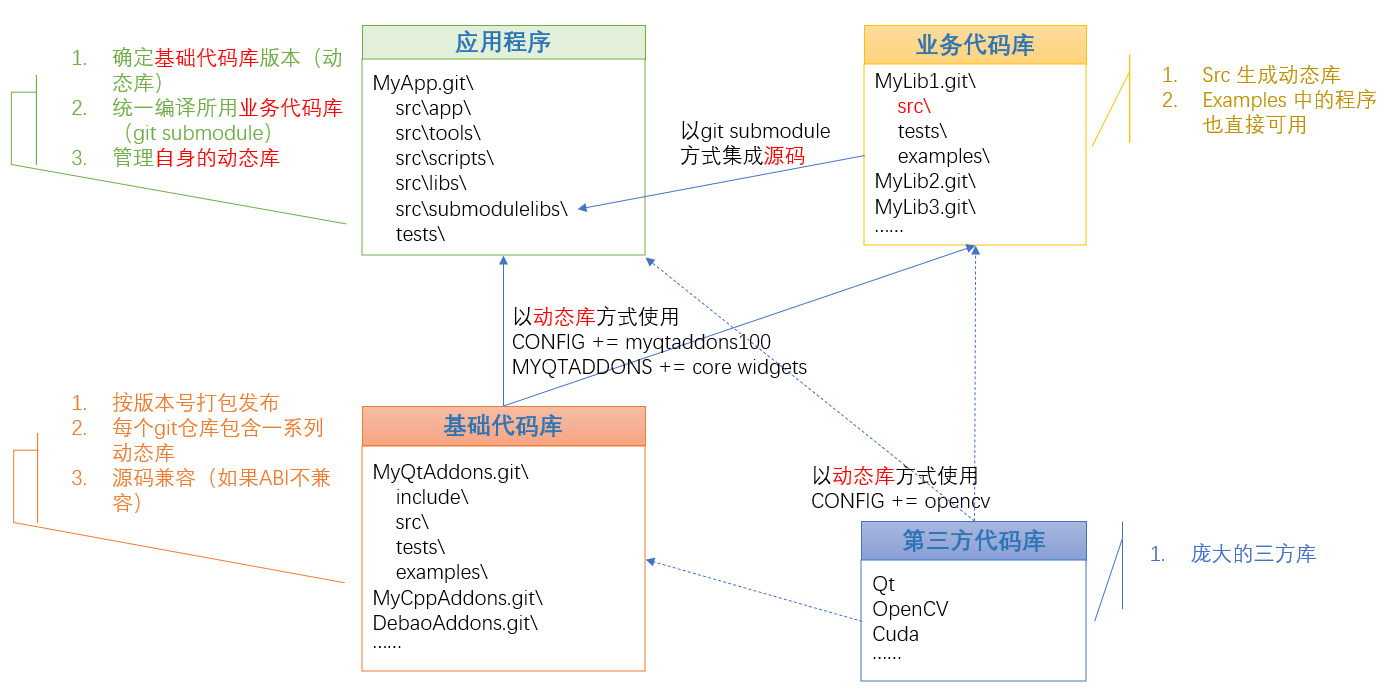 1. 确定基础代码库版本（动
态库）
2. 统一编译所用业务代码库
（git submodule）
3. 管理自身的动态库
应用程序
MyApp.git\
src\app\
src\tools\
src\scripts\
src\libs\
src\submodulelibs\
tests\
以git submodule
方式集成源码
业务代码库
MyLib1.git\
src\
tests\
examples\
MyLib2.git\
MyLib3.git\
……
1. Src 生成动态库
2. Examples 中的程序
也直接可用
以动态库方式使用
CONFIG += myqtaddons100
MYQTADDONS += core widgets
1. 按版本号打包发布
2. 每个git仓库包含一系列
动态库
3. 源码兼容（如果ABI不兼
容）
基础代码库
MyQtAddons.git\
include\
src\
tests\
examples\
MyCppAddons.git\
DebaoAddons.git\
……
以动态库方式使用
CONFIG += opencv
第三方代码库
Qt
OpenCV
Cuda
……
1. 庞大的三方库